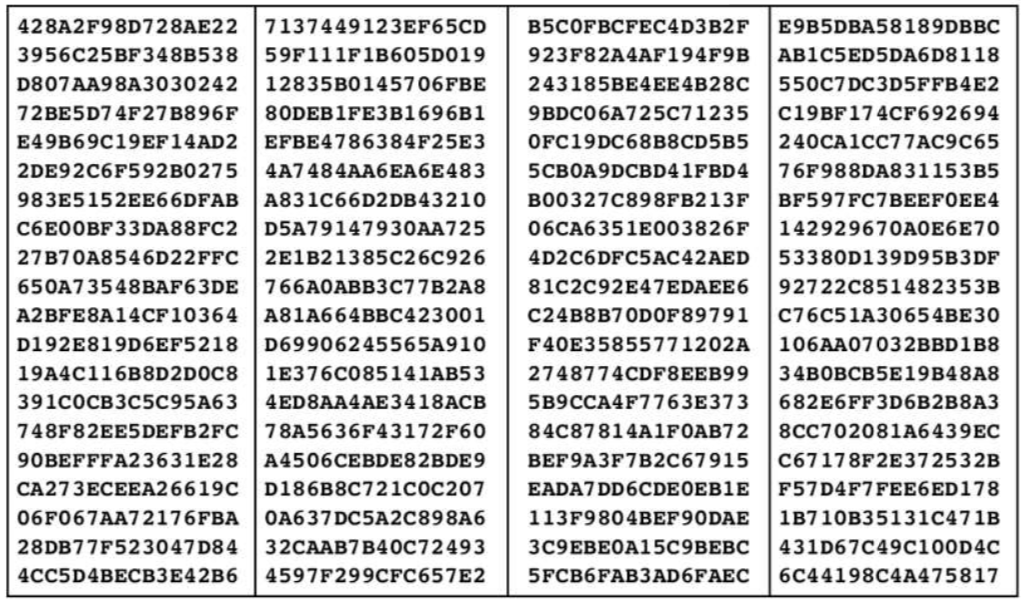 428A2F98D728AE22 7137449123EF65CD B5C0FBCFEC4D3B2F E9B5DBA58189DBBC
3956C25BF348B538 59F111F1B605D019 923F82A4AF194F9B AB1C5ED5DA6D8118
D807AA98A3030242 12835B0145706FBE 243185BE4EE4B28C 550C7DC3D5FFB4E2
72BE5D74F27B896F 80DEB1FE3B1696B1 9BDC06A725C71235 C19BF174CF692694
E49B69C19EF14AD2 EFBE4786384F25E3 0FC19DC68B8CD5B5 240CA1CC77AC9C65
2DE92C6F592B0275 4A7484AA6EA6E483 5CB0A9DCBD41FBD4 76F988DA831153B5
983E5152EE66DFAB A831C66D2DB43210 B00327C898FB213F BF597FC7BEEF0EE4
C6E00BF33DA88FC2 D5A79147930AA725 06CA6351E003826F 142929670A0E6E70
27B70A8546D22FFC 2E1B21385C26C926 4D2C6DFC5AC42AED 53380D139D95B3DF
650A73548BAF63DE 766A0ABB3C77B2A8 81C2C92E47EDAEE6 92722C851482353B
A2BFE8A14CF10364 A81A664BBC423001 C24B8B70D0F89791 C76C51A30654BE30
D192E819D6EF5218 D69906245565A910 F40E35855771202A 106AA07032BBD1B8
19A4C116B8D2D0C8 1E376C085141AB53 2748774CDF8EEB99 34B0BCB5E19B48A8
391C0CB3C5C95A63 4ED8AA4AE3418ACB 5B9CCA4F7763E373 682E6FF3D6B2B8A3
748F82EE5DEFB2FC 78A5636F43172F60 84C87814A1F0AB72 8CC702081A6439EC
90BEFFFA23631E28 A4506CEBDE82BDE9 BEF9A3F7B2C67915 C67178F2E372532B
CA273ECEEA26619C D186B8C721C0C207 EADA7DD6CDE0EB1E F57D4F7FEE6ED178
06F067AA72176FBA 0A637DC5A2C898A6 113F9804BEF90DAE 1B710B35131C471B
28DB77F523047D84 32CAAB7B40C72493 3C9EBE0A15C9BEBC 431D67C49C100D4C
4CC5D4BECB3E42B6 4597F299CFC657E2 5FCB6FAB3AD6FAEC 6C44198C4A475817